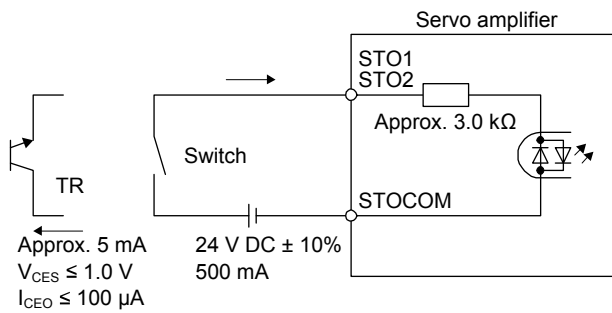 Servo amplifier
STO1
STO2
Approx. 3.0 kΩ
Switch
TR
STOCOM
Approx. 5 mA
VCES ≤ 1.0 V
ICEO ≤ 100 µA
24 V DC ± 10%
500 mA